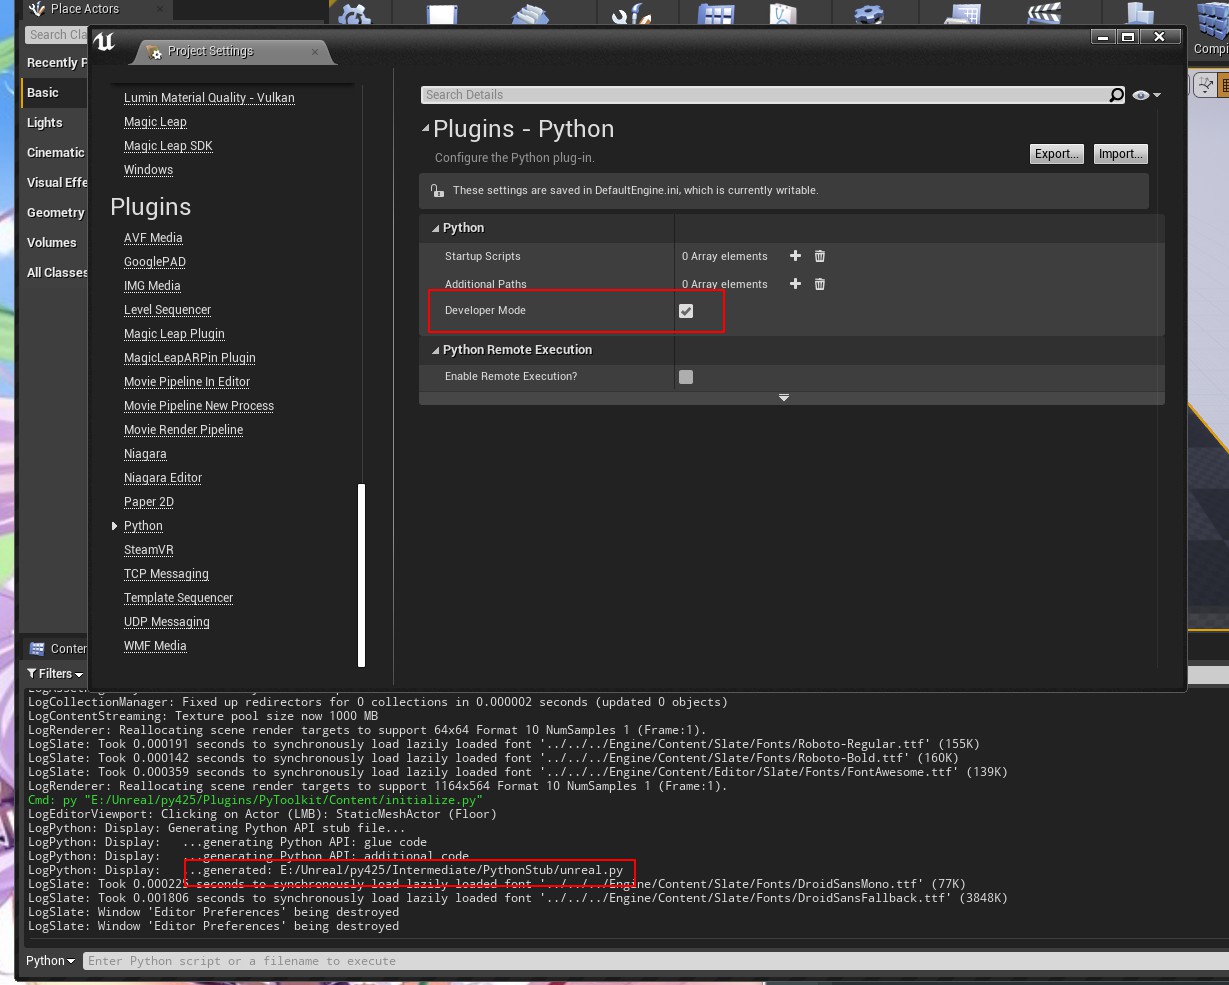 Place Actors
Search Cla
Recently P
Basic
Lights
Cinematic
Visual Effe
Geometry
Volumes
All Classes
Compi
Project Settings
Lumin Material Quality - Vulkan
Magic Leap
Magic Leap SDK
Windows
Plugins
AVF Media
GooglePAD
IMG Media
Level Sequencer
Magic Leap Plugin
MagicLeapARPin Plugin
Movie Pipeline In Editor
Movie Pipeline New Process
Movie Render Pipeline
Niagara
Niagara Editor
Paper 2D
Python
SteamVR
TCP Messaging
Template Sequencer
UDP Messaging
WMF Media
Search Details
Plugins - Python
Configure the Python plug-in.
Export...
Import...
These settings are saved in DefaultEngine.ini, which is currently writable.
Python
Startup Scripts 0 Array elements
Additional Paths 0 Array elements
Developer Mode
Python Remote Execution
Enable Remote Execution?
Conter
Filters
LogCollectionManager: Fixed up redirectors for 0 collections in 0.000002 seconds (updated 0 objects)
LogContentStreaming: Texture pool size now 1000 MB
LogRenderer: Reallocating scene render targets to support 64x64 Format 10 NumSamples 1 (Frame:1).
LogSlate: Took 0.000191 seconds to synchronously load lazily loaded font '../../../Engine/Content/Slate/Fonts/Roboto-Regular.ttf' (155K)
LogSlate: Took 0.000142 seconds to synchronously load lazily loaded font '../../../Engine/Content/Slate/Fonts/Roboto-Bold.ttf' (160K)
LogSlate: Took 0.000359 seconds to synchronously load lazily loaded font '../../../Engine/Content/Editor/Slate/Fonts/FontAwesome.ttf' (139K)
LogRenderer: Reallocating scene render targets to support 1164x564 Format 10 NumSamples 1 (Frame:1).
Cmd: py "E:/Unreal/py425/Plugins/PyToolkit/Content/initialize.py"
LogEditorViewport: Clicking on Actor (LMB): StaticMeshActor (Floor)
LogPython: Display: Generating Python API stub file...
LogPython: Display: ...generating Python API: glue code
LogPython: Display: ...generating Python API: additional code
LogPython: Display: ...generated: E:/Unreal/py425/Intermediate/PythonStub/unreal.py
LogSlate: Took 0.000225 seconds to synchronously load lazily loaded font '../../../Engine/Content/Slate/Fonts/DroidSansMono.ttf' (77K)
LogSlate: Took 0.001806 seconds to synchronously load lazily loaded font '../../../Engine/Content/Slate/Fonts/DroidSansFallback.ttf' (3848K)
LogSlate: Window 'Editor Preferences' being destroyed
LogSlate: Window 'Editor Preferences' being destroyed
Python
Enter Python script or a filename to execute